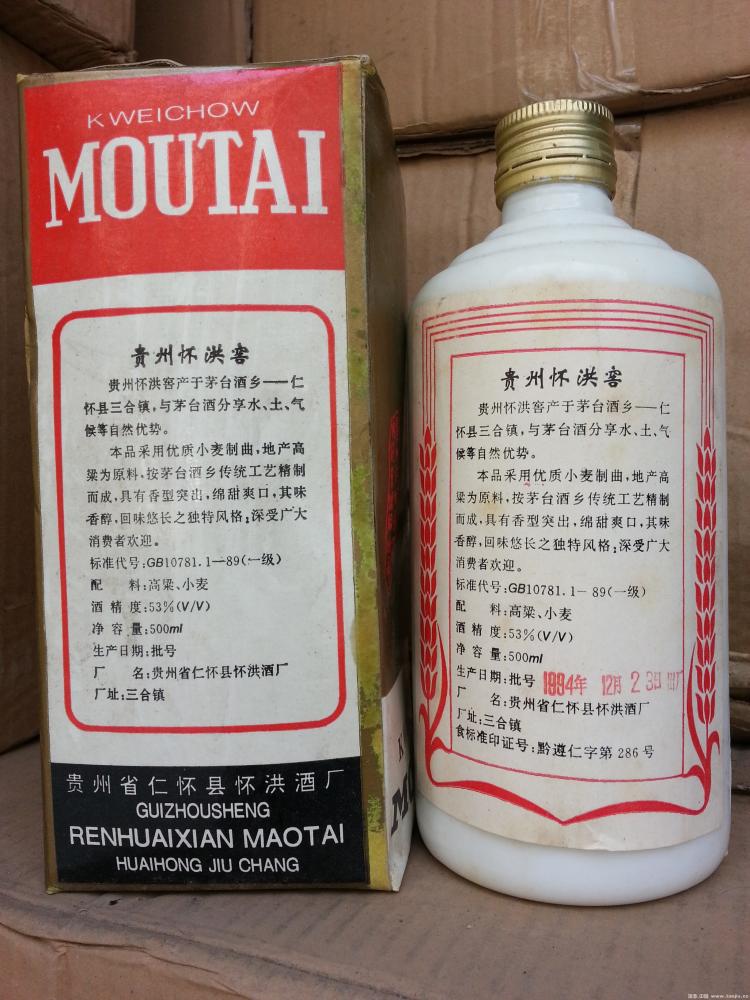 KWEICHOW
MOUTAI
贵州怀洪窖
贵州怀洪窖产于茅台酒乡——仁
怀县三合镇,与茅台酒分享水、土、气
候等自然优势。
本品采用优质小麦制曲,地产高
粱为原料,按茅台酒乡传统工艺精制
而成,具有香型突出,绵甜爽口,其味
香醇,回味悠长之独特风格;深受广大
消费者欢迎。
标准代号:GB10781.1—89(一级)
配 料:高梁、小麦
酒 精 度:53%(V/V)
净 容 量:500ml
生产日期:批号
厂 名:贵州省仁怀县怀洪酒厂
厂址:三合镇
贵州省仁怀县怀洪酒厂
GUIZHOUSHENG
RENHUAIXIAN MAOTAI
HUAIHONG JIU CHANG
贵州怀洪窖
贵州怀洪窖产于茅台酒乡——仁
怀县三合镇,与茅台酒分享水、土、气
候等自然优势。
本品采用优质小麦制曲,地产高
粱为原料,按茅台酒乡传统工艺精制
而成,具有香型突出,绵甜爽口,其味
香醇,回味悠长之独特风格;深受广大
消费者欢迎。
标准代号:GB10781.1—89(一级)
配 料:高梁、小麦
酒 精 度:53%(V/V)
净 容 量:500ml
生产日期:批号 1994年 12月 23日 出厂
厂 名:贵州省仁怀县怀洪酒厂
厂址:三合镇
食标准印证号:黔遵仁字第286号